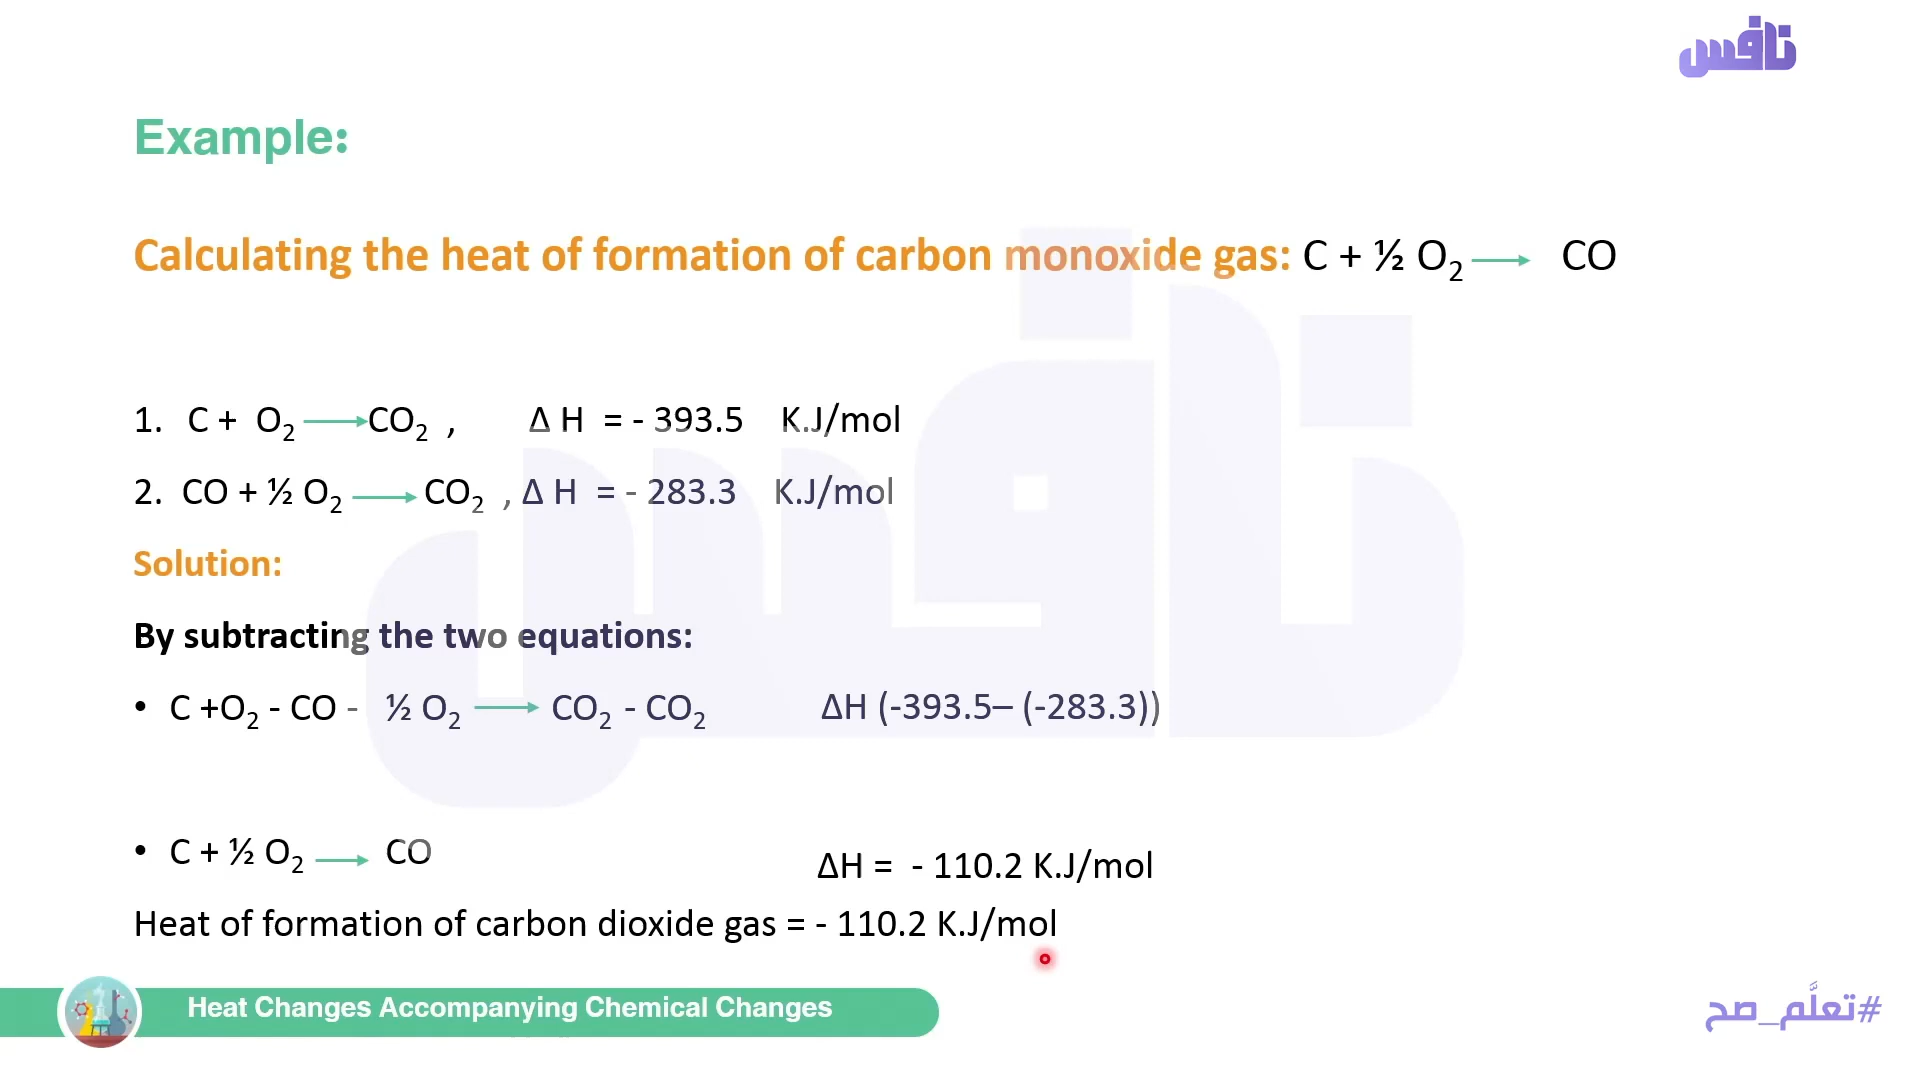 نافس
Example:
Calculating the heat of formation of carbon monoxide gas: C + ½ O₂ ⟶ CO
1. C + O₂ ⟶ CO₂ , Δ H = - 393.5 K.J/mol
2. CO + ½ O₂ ⟶ CO₂ , Δ H = - 283.3 K.J/mol
Solution:
By subtracting the two equations:
• C +O₂ - CO - ½ O₂ ⟶ CO₂ - CO₂ ΔH (-393.5– (-283.3))
• C + ½ O₂ ⟶ CO ΔH = - 110.2 K.J/mol
Heat of formation of carbon dioxide gas = - 110.2 K.J/mol
Heat Changes Accompanying Chemical Changes
#تعلَّم_صح